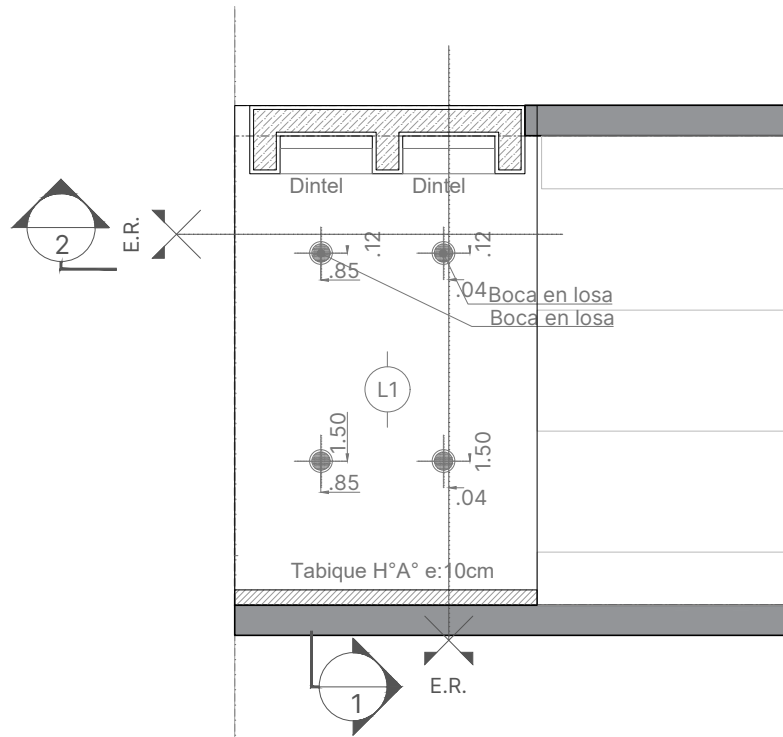 Dintel
Dintel
2
E.R.
.12
.12
.85
.04
Boca en losa
Boca en losa
L1
1.50
1.50
.85
.04
Tabique H°A° e:10cm
1
E.R.